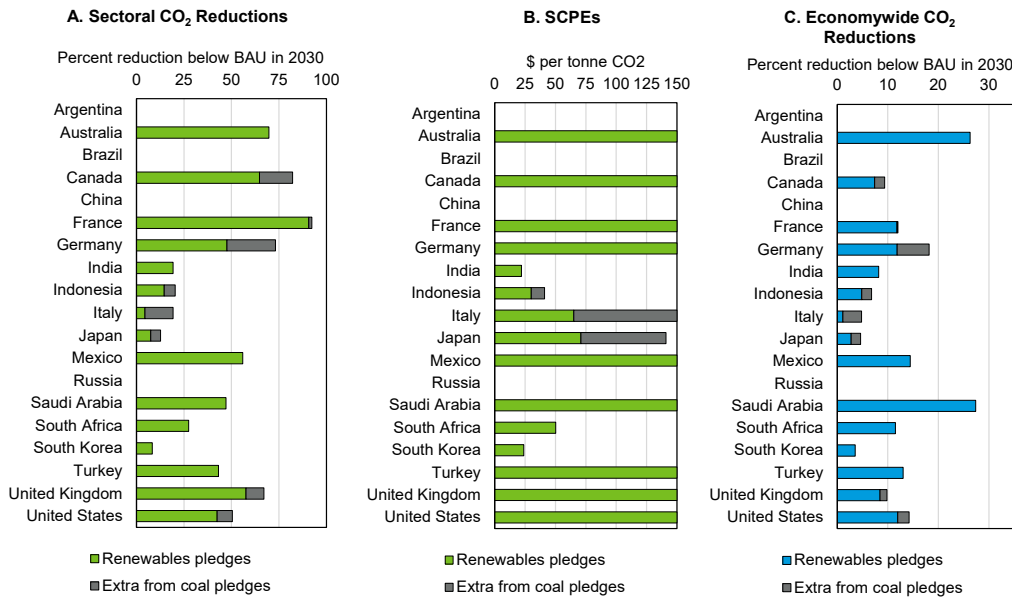 A. Sectoral CO2 Reductions
Percent reduction below BAU in 2030
0 25 50 75 100
Argentina
Australia
Brazil
Canada
China
France
Germany
India
Indonesia
Italy
Japan
Mexico
Russia
Saudi Arabia
South Africa
South Korea
Turkey
United Kingdom
United States
Renewables pledges
Extra from coal pledges
B. SCPEs
$ per tonne CO2
0 25 50 75 100 125 150
Argentina
Australia
Brazil
Canada
China
France
Germany
India
Indonesia
Italy
Japan
Mexico
Russia
Saudi Arabia
South Africa
South Korea
Turkey
United Kingdom
United States
Renewables pledges
Extra from coal pledges
C. Economywide CO2
Reductions
Percent reduction below BAU in 2030
0 10 20 30
Argentina
Australia
Brazil
Canada
China
France
Germany
India
Indonesia
Italy
Japan
Mexico
Russia
Saudi Arabia
South Africa
South Korea
Turkey
United Kingdom
United States
Renewables pledges
Extra from coal pledges